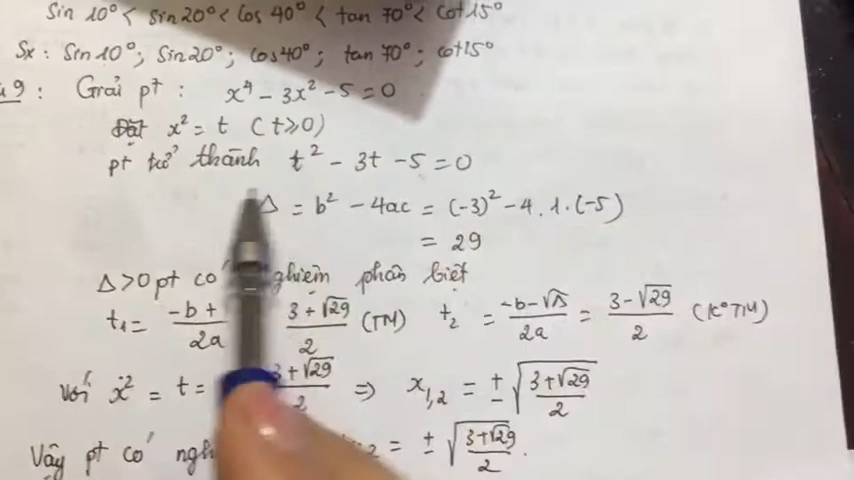 Sin 10° < sin 20° < Cos 40° < tan 70° < Cot 15°
Sx : Sin 10° ; Sin 20° ; Cos 40° ; tan 70° ; cot 15°
9 : Giải pt : x⁴ - 3x² - 5 = 0
Đặt x² = t ( t ≥ 0)
pt trở thành t² - 3t - 5 = 0
Δ = b² - 4ac = (-3)² - 4 . 1 . (-5)
= 29
Δ > 0 pt có nghiệm phân biệt
t₁ = -b + / 2a 3 + √29 / 2 (TM) t₂ = -b - √Δ / 2a = 3 - √29 / 2 (K° TM)
với x² = t = 3 + √29 / 2 => x₁,₂ = ± √(3 + √29 / 2)
Vậy pt có ₂ = ± √(3 + √29 / 2) .